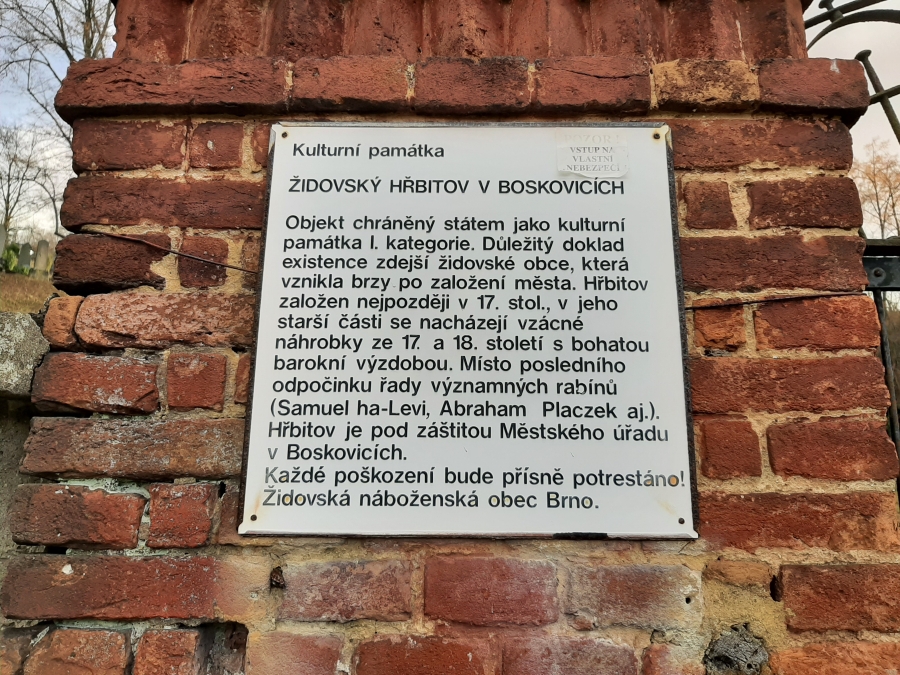 Kulturní památka
POZOR!
VSTUP NA
VLASTNÍ
NEBEZPEČÍ
ŽIDOVSKÝ HŘBITOV V BOSKOVICÍCH
Objekt chráněný státem jako kulturní
památka I. kategorie. Důležitý doklad
existence zdejší židovské obce, která
vznikla brzy po založení města. Hřbitov
založen nejpozději v 17. stol., v jeho
starší části se nacházejí vzácné
náhrobky ze 17. a 18. století s bohatou
barokní výzdobou. Místo posledního
odpočinku řady významných rabínů
(Samuel ha-Levi, Abraham Placzek aj.).
Hřbitov je pod záštitou Městského úřadu
v Boskovicích.
Každé poškození bude přísně potrestáno!
Židovská náboženská obec Brno.